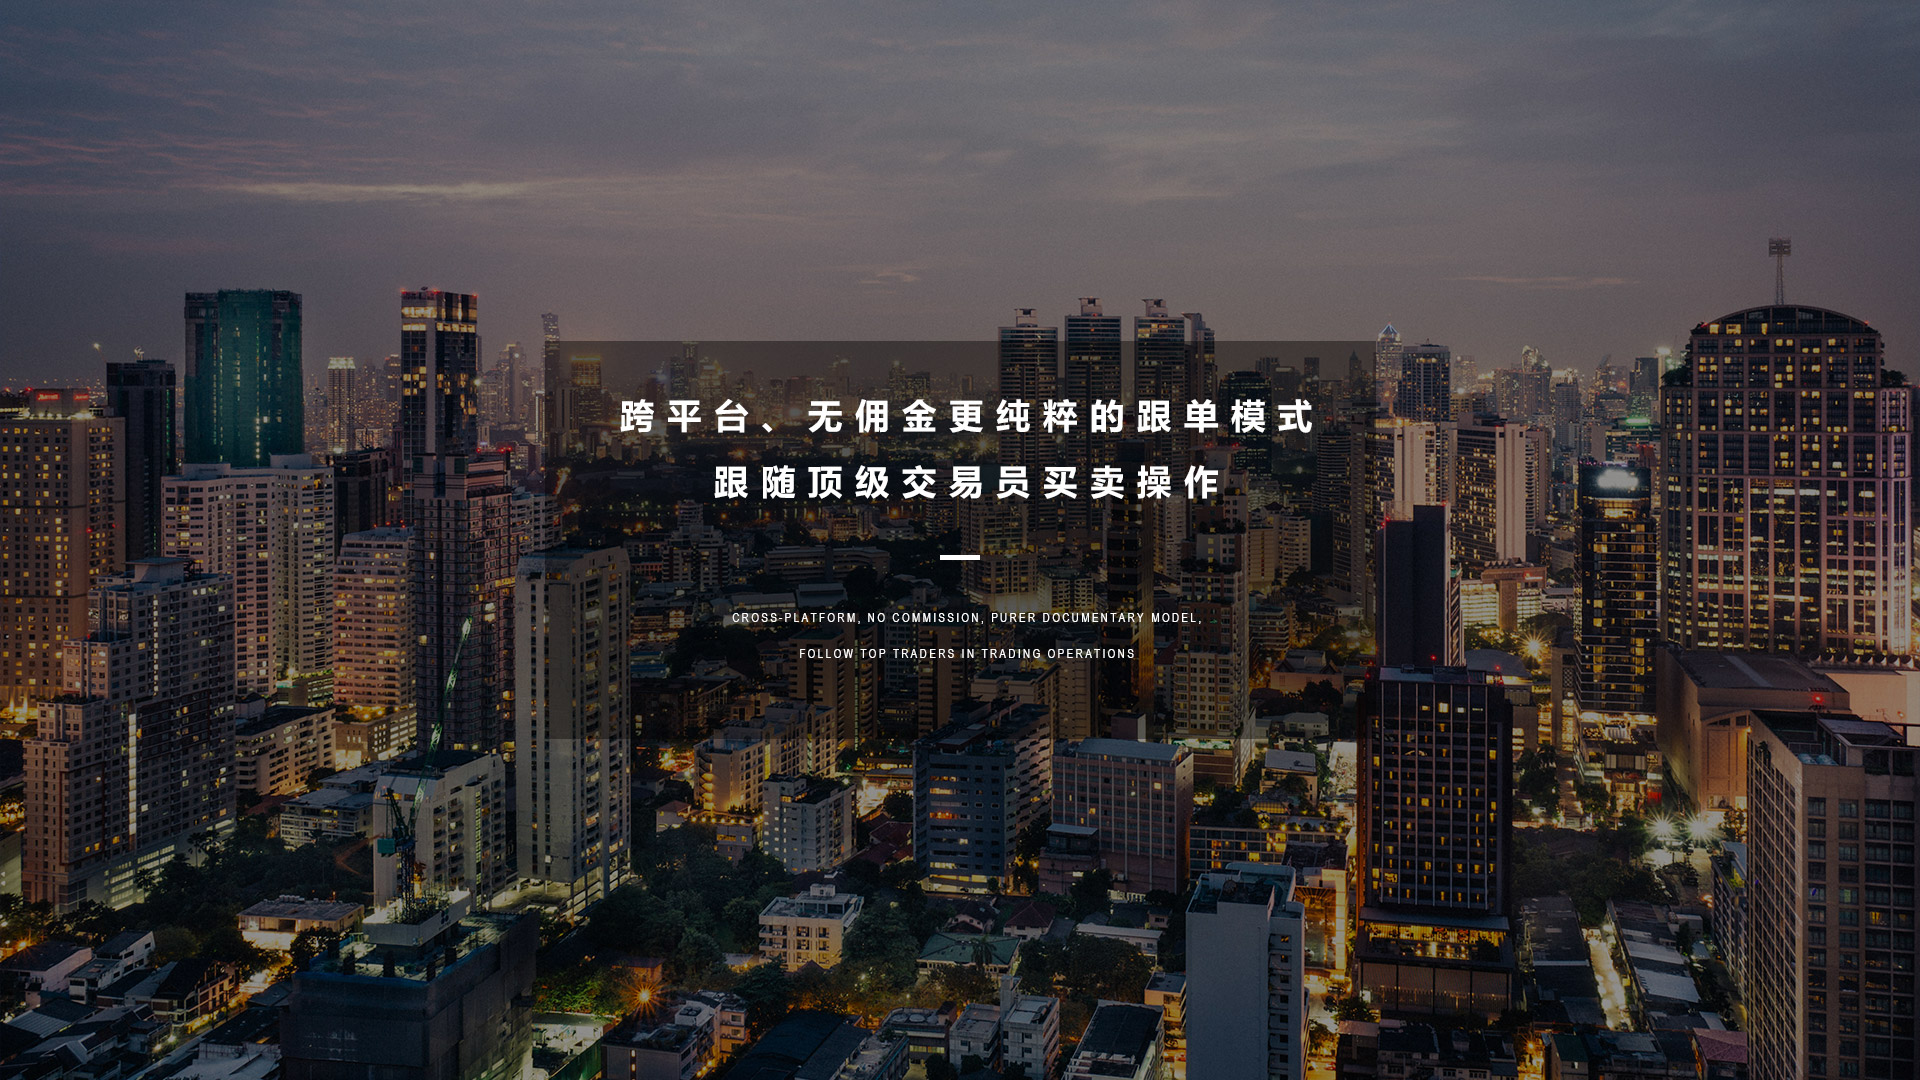 跨平台、无佣金更纯粹的跟单模式
跟随顶级交易员买卖操作
CROSS-PLATFORM, NO COMMISSION, PURER DOCUMENTARY MODEL,
FOLLOW TOP TRADERS IN TRADING OPERATIONS